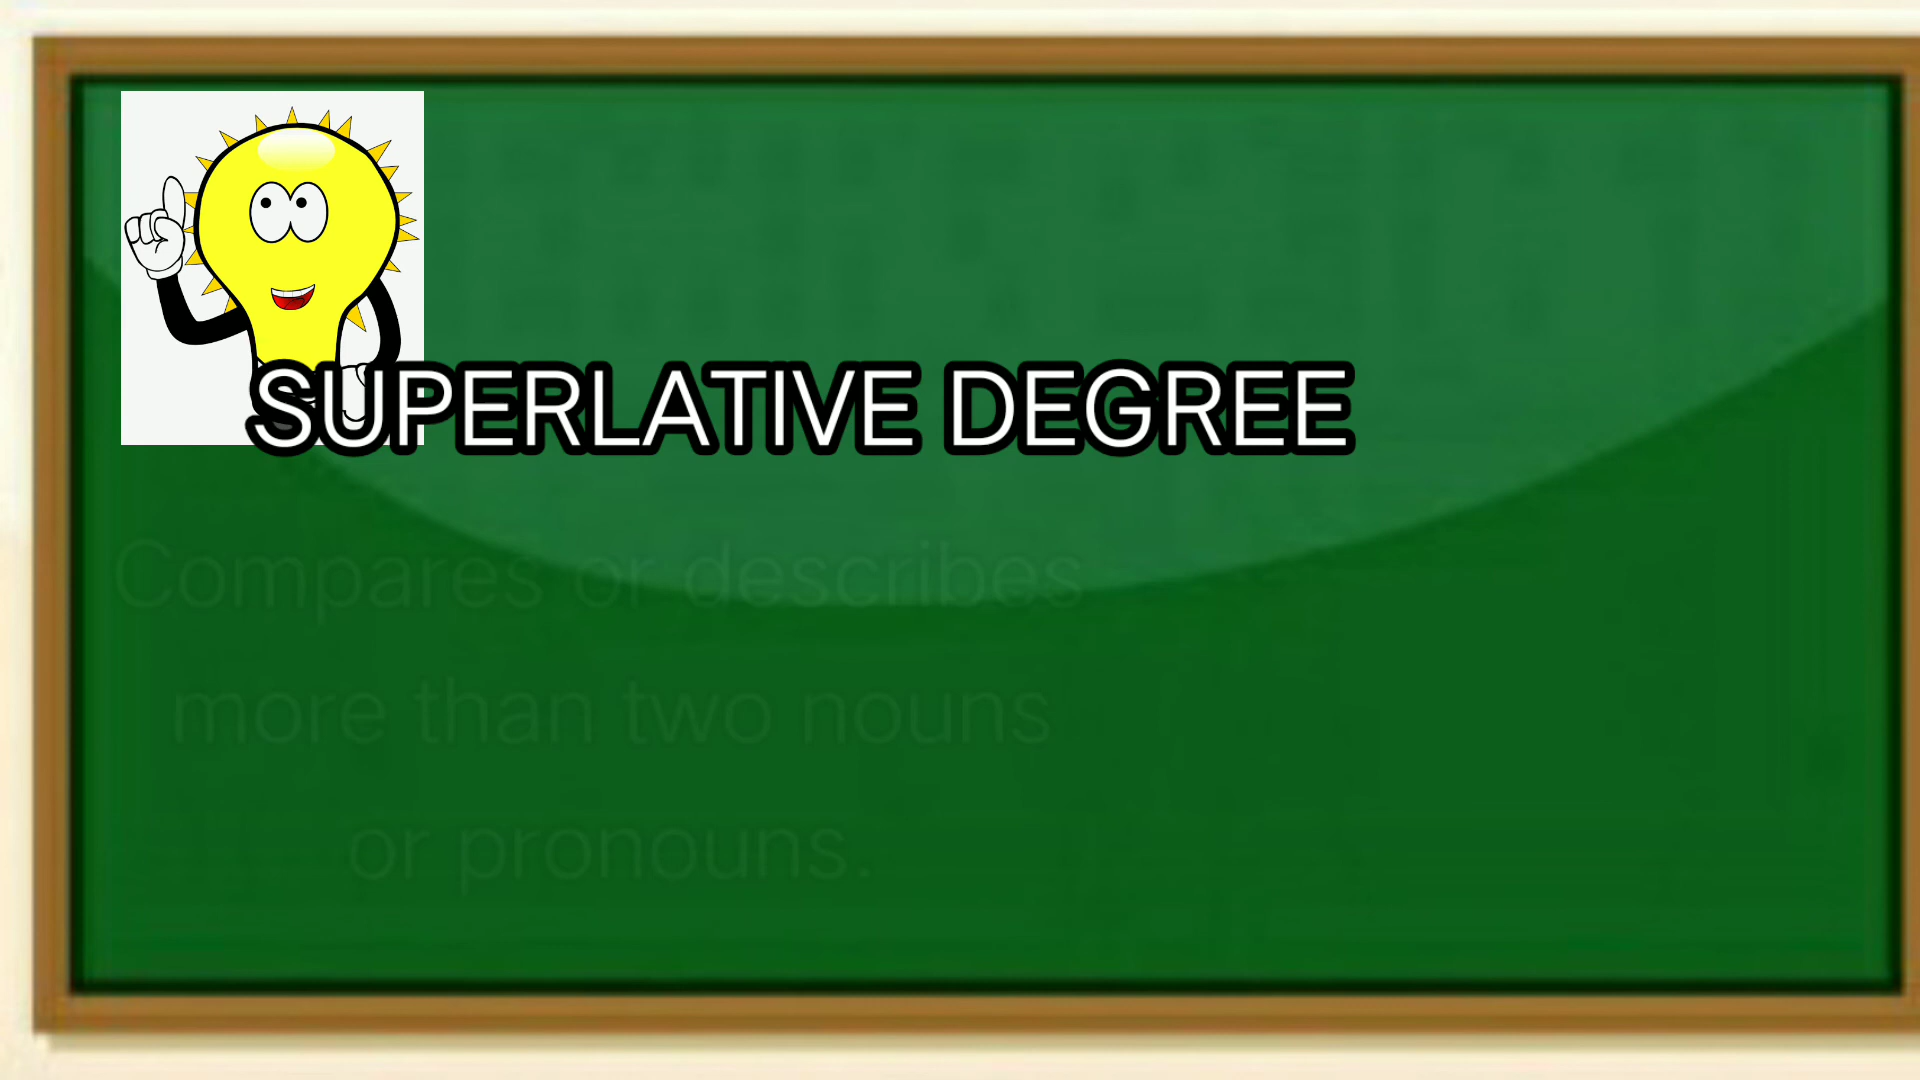 SUPERLATIVE DEGREE
Compares or describes
more than two nouns
or pronouns.